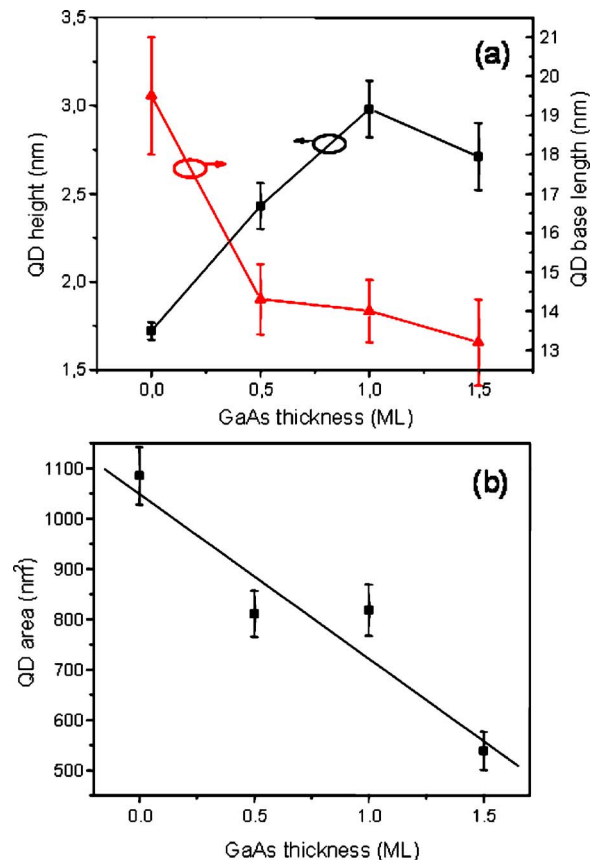 (a)
3,5
3,0
2,5
2,0
1,5
QD height (nm)
21
20
19
18
17
16
15
14
13
QD base length (nm)
0,0 0,5 1,0 1,5
GaAs thickness (ML)
(b)
1100
1000
900
800
700
600
500
QD area (nm²)
0.0 0.5 1.0 1.5
GaAs thickness (ML)